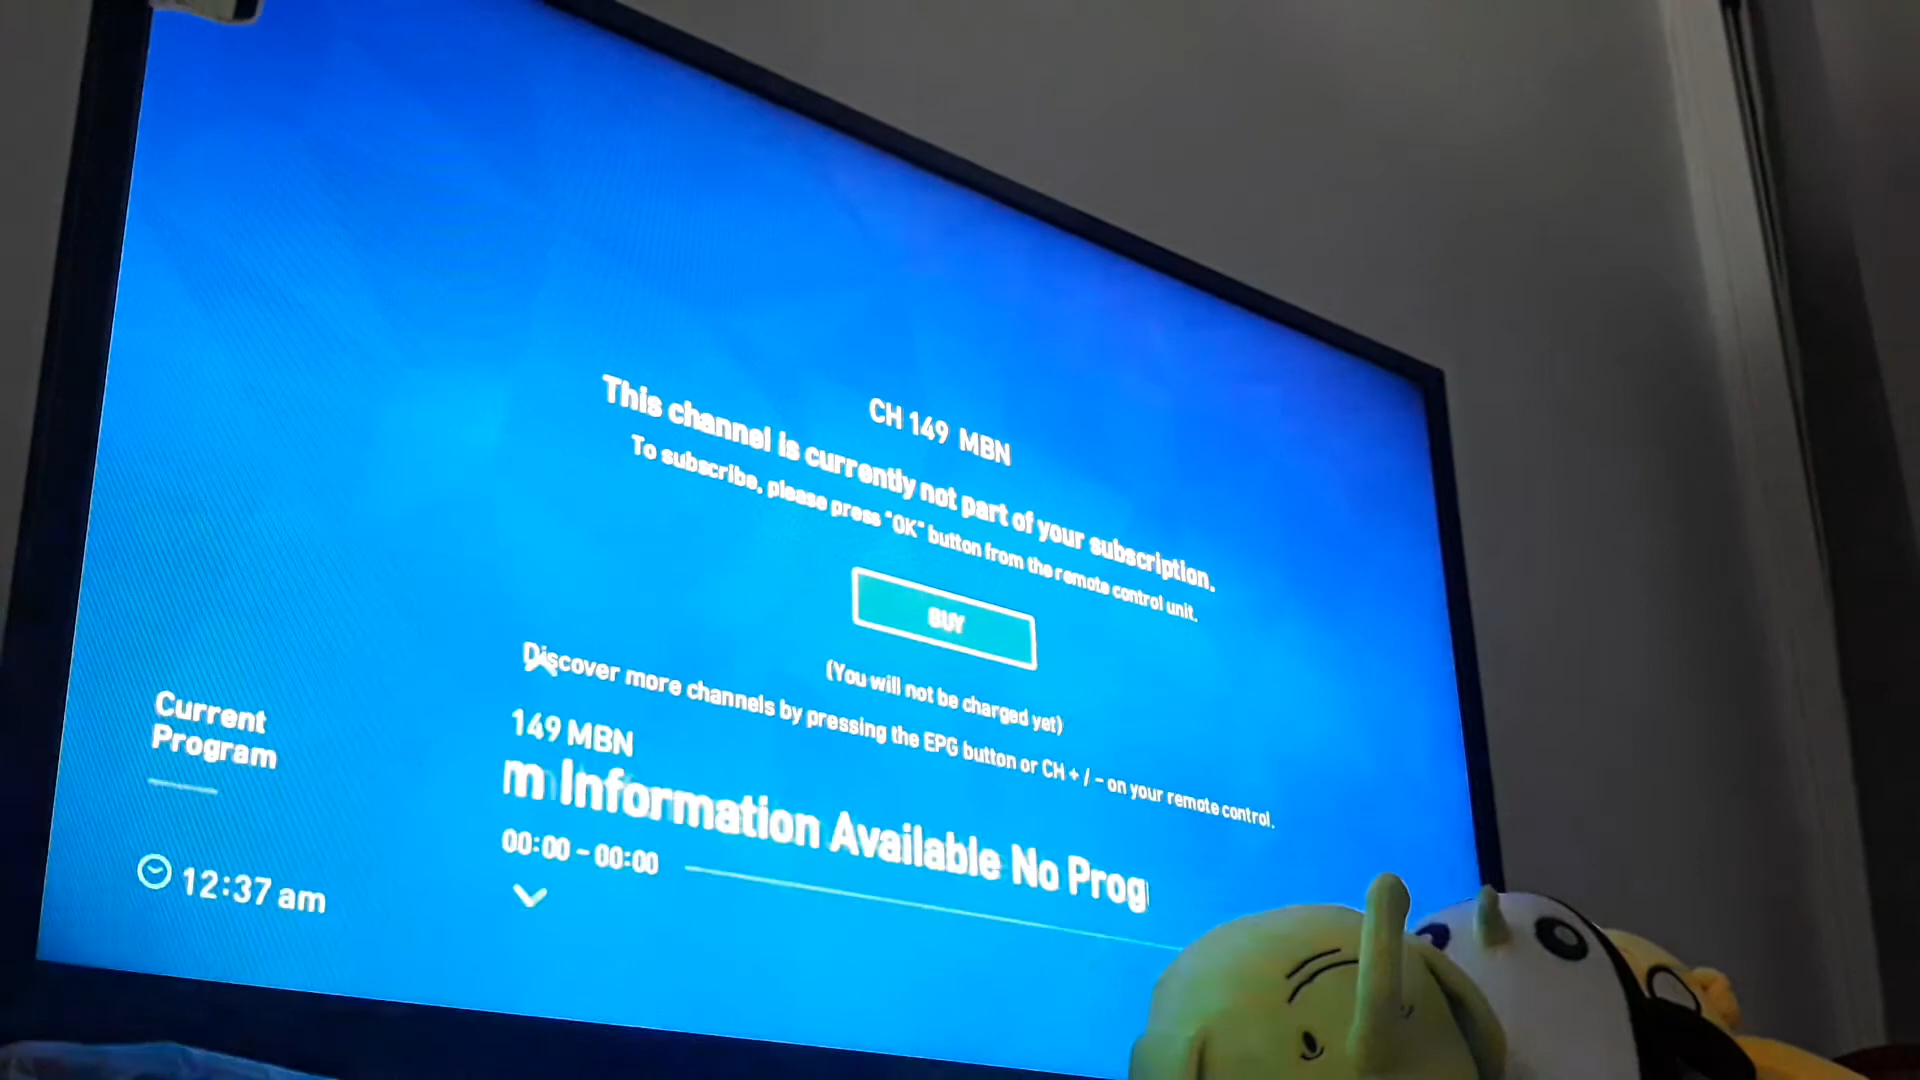 CH 149 MBN
This channel is currently not part of your subscription.
To subscribe, please press "OK" button from the remote control unit.
BUY
(You will not be charged yet)
Discover more channels by pressing the EPG button or CH + / - on your remote control.
Current
Program
12:37 am
149 MBN
m Information Available No Prog
00:00 - 00:00